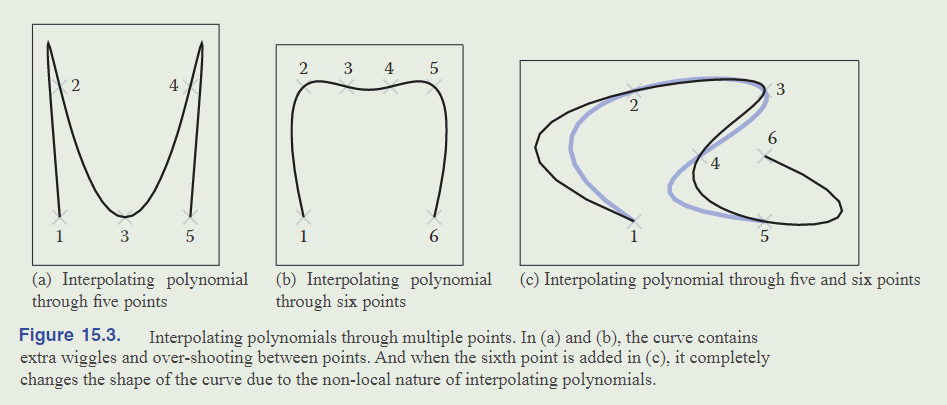 2
4
1
3
5
(a) Interpolating polynomial
through five points
2
3
4
5
1
6
(b) Interpolating polynomial
through six points
2
3
6
4
1
5
(c) Interpolating polynomial through five and six points
Figure 15.3. Interpolating polynomials through multiple points. In (a) and (b), the curve contains
extra wiggles and over-shooting between points. And when the sixth point is added in (c), it completely
changes the shape of the curve due to the non-local nature of interpolating polynomials.